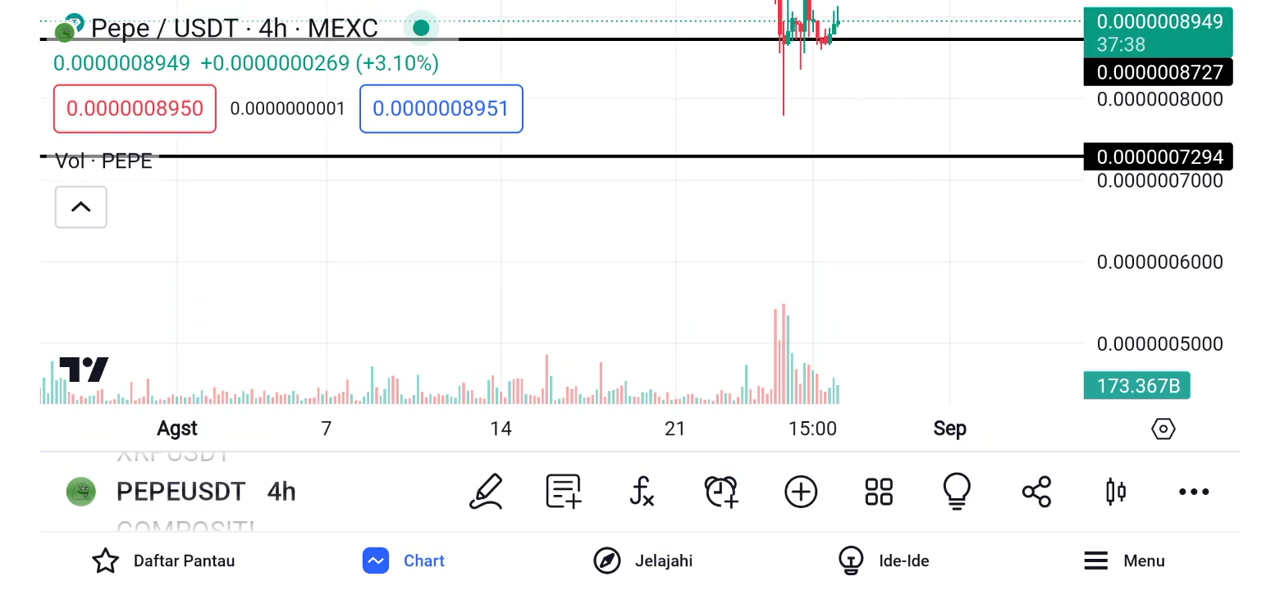 Pepe / USDT · 4h · MEXC
0.0000008949 +0.0000000269 (+3.10%)
0.0000008950 0.0000000001 0.0000008951
Vol · PEPE
0.0000008949
37:38
0.0000008727
0.0000008000
0.0000007294
0.0000007000
0.0000006000
0.0000005000
173.367B
Agst 7 14 21 15:00 Sep
XRPUSDT
PEPEUSDT 4h
Daftar Pantau Chart Jelajahi Ide-Ide Menu